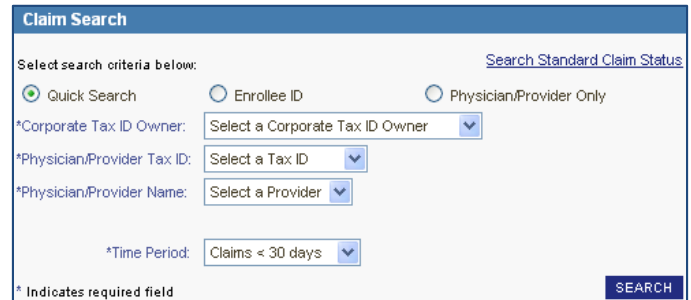 Claim Search
Search Standard Claim Status
Select search criteria below:
Quick Search Enrollee ID Physician/Provider Only
*Corporate Tax ID Owner: Select a Corporate Tax ID Owner
*Physician/Provider Tax ID: Select a Tax ID
*Physician/Provider Name: Select a Provider
*Time Period: Claims < 30 days
* Indicates required field SEARCH